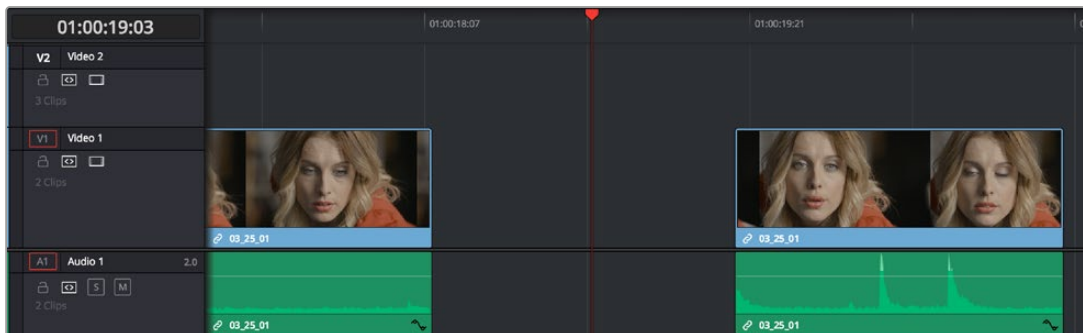 01:00:19:03
01:00:18:07
01:00:19:21
V2 Video 2
3 Clips
V1 Video 1
2 Clips
03_25_01
03_25_01
A1 Audio 1 2.0
S M
2 Clips
03_25_01
03_25_01